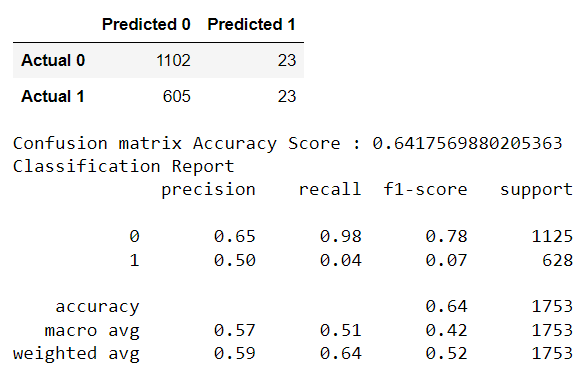 Predicted 0 Predicted 1
Actual 0 1102 23
Actual 1 605 23
Confusion matrix Accuracy Score : 0.6417569880205363
Classification Report
precision recall f1-score support
0 0.65 0.98 0.78 1125
1 0.50 0.04 0.07 628
accuracy 0.64 1753
macro avg 0.57 0.51 0.42 1753
weighted avg 0.59 0.64 0.52 1753